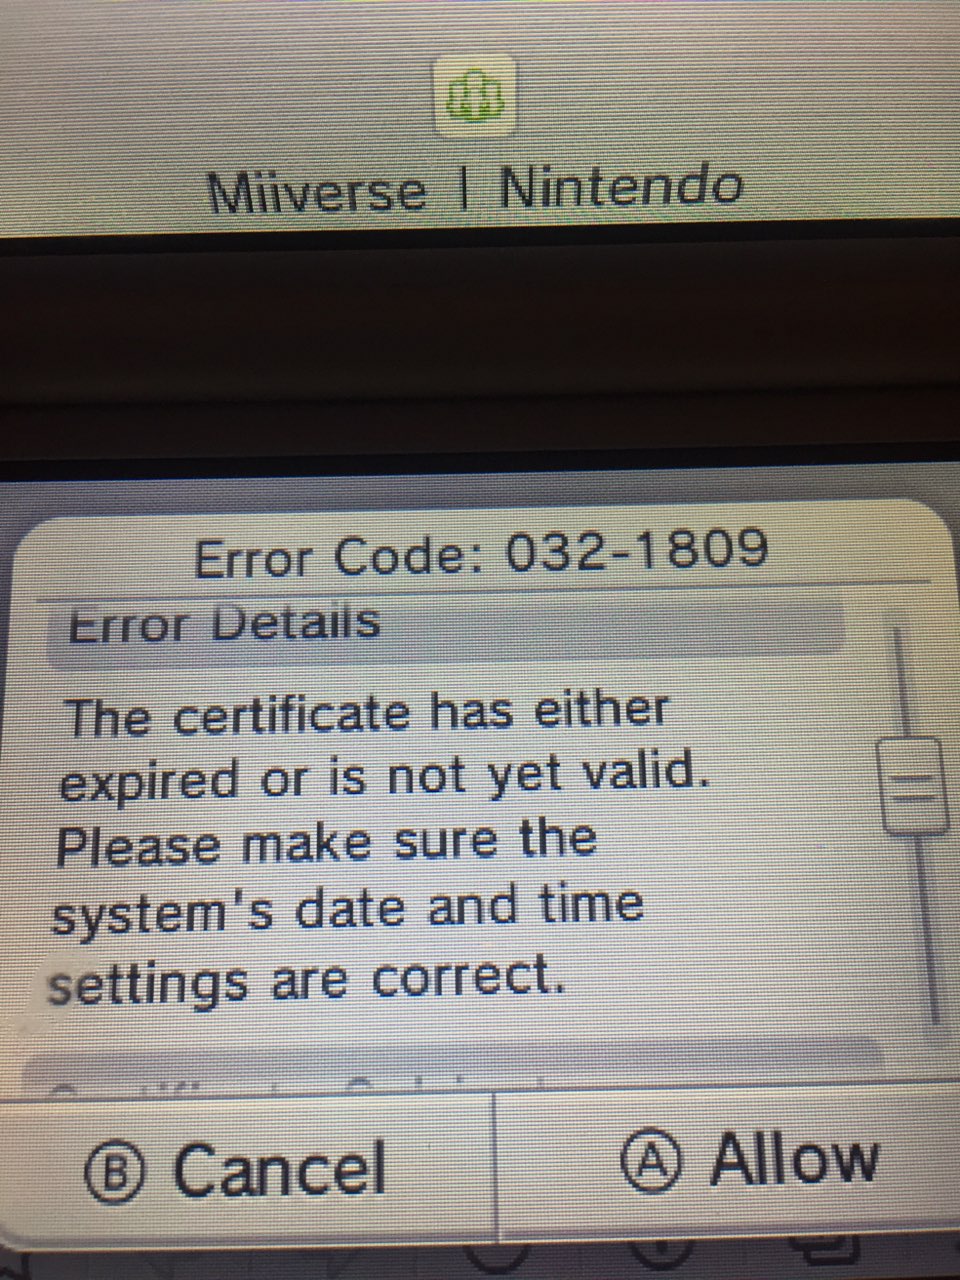 Miiverse | Nintendo
Error Code: 032-1809
Error Details
The certificate has either
expired or is not yet valid.
Please make sure the
system's date and time
settings are correct.
B Cancel
A Allow